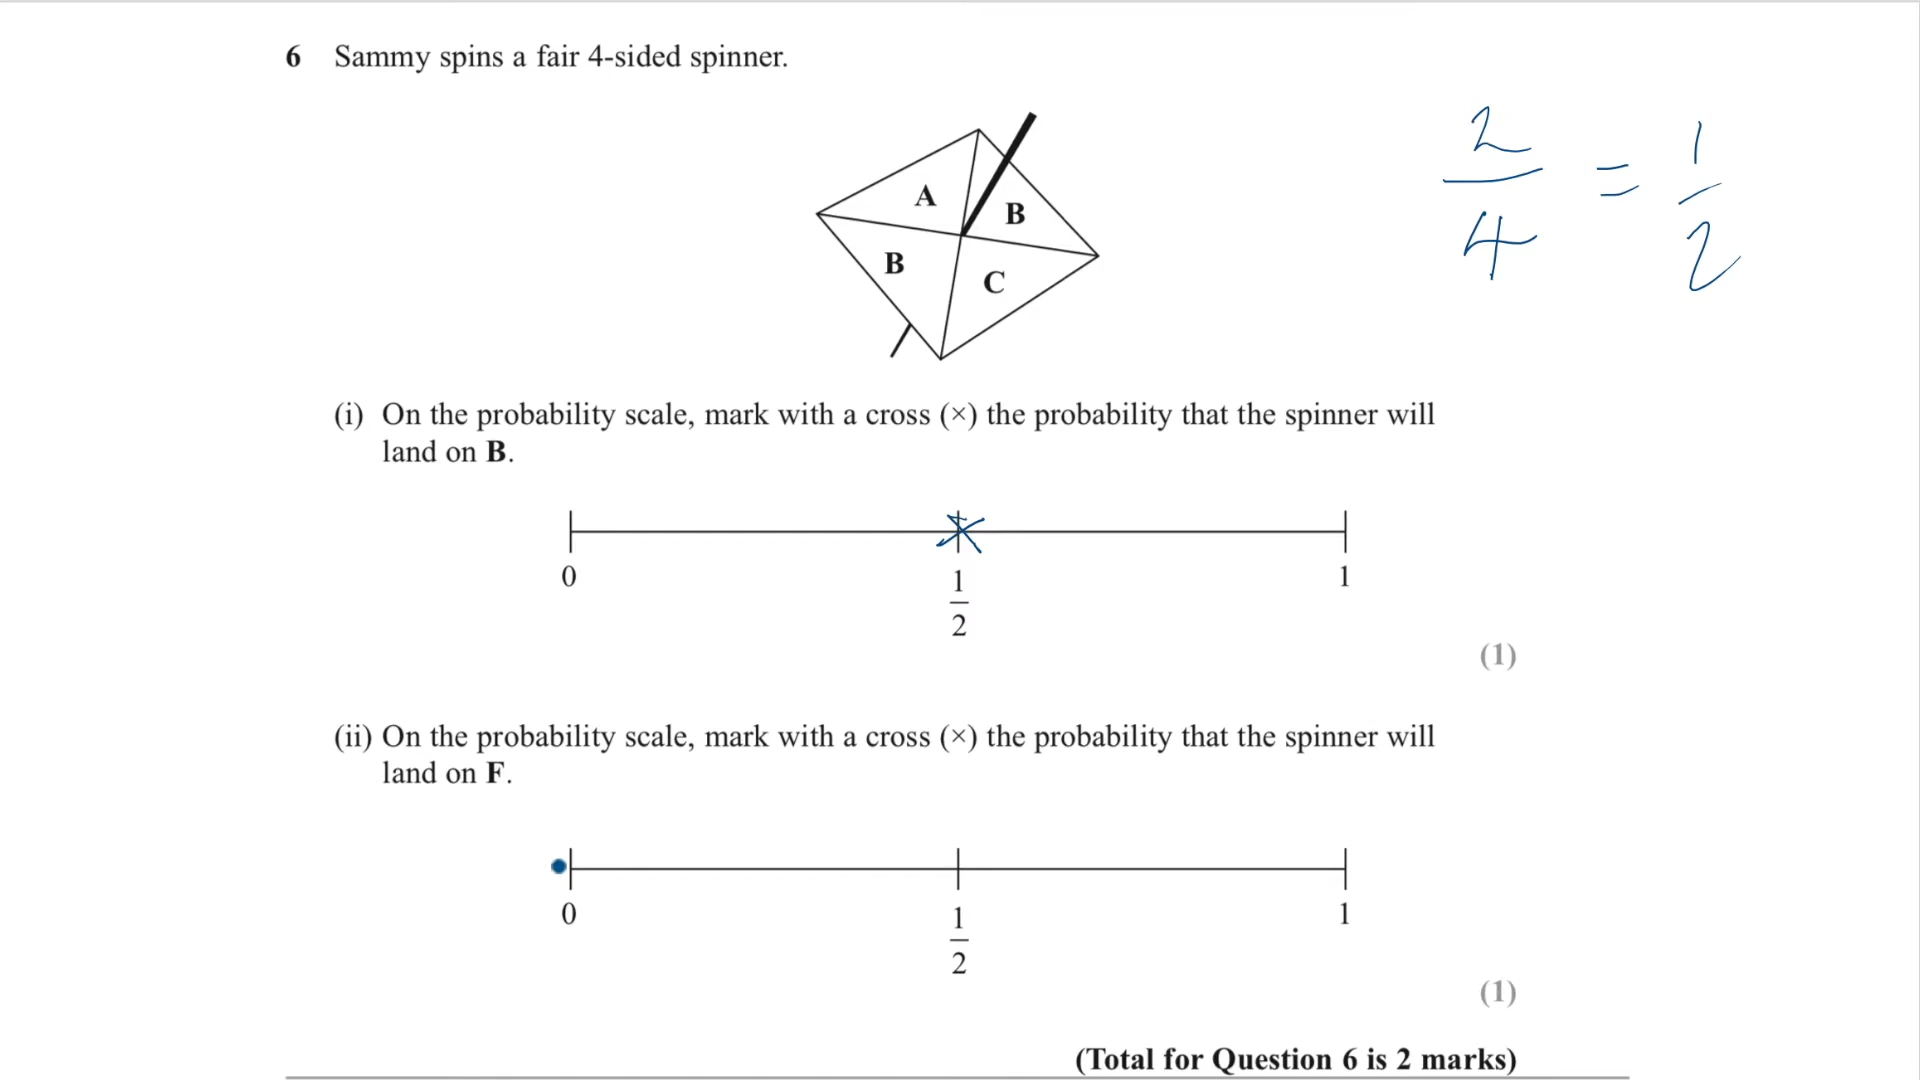 6 Sammy spins a fair 4-sided spinner.
2/4 = 1/2
A
B
B
C
(i) On the probability scale, mark with a cross (×) the probability that the spinner will
land on B.
0
1/2
1
(1)
(ii) On the probability scale, mark with a cross (×) the probability that the spinner will
land on F.
0
1/2
1
(1)
(Total for Question 6 is 2 marks)